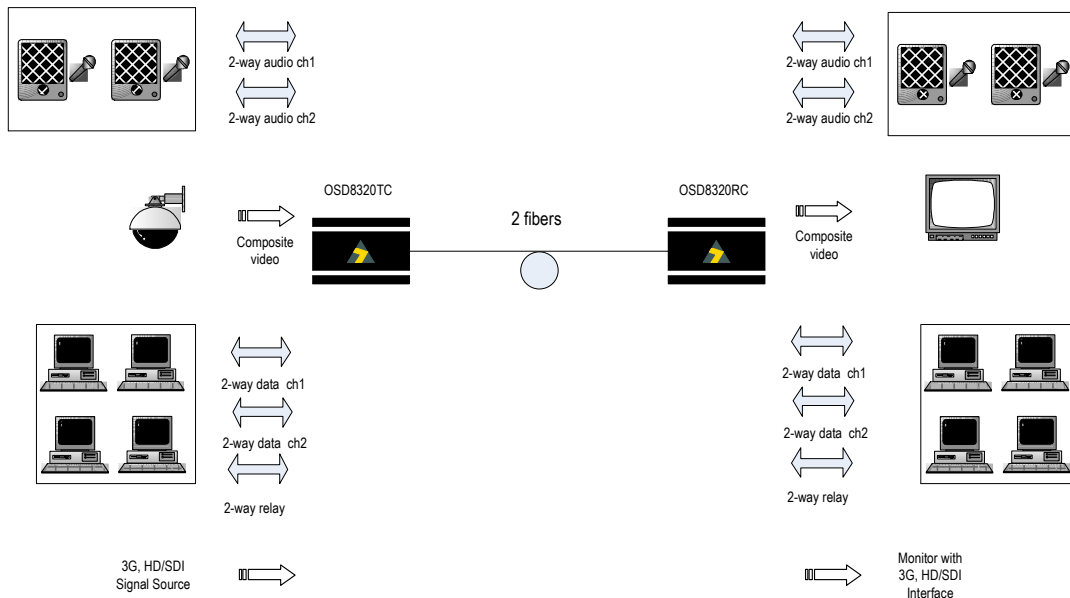 2-way audio ch1
2-way audio ch2
2-way audio ch1
2-way audio ch2
OSD8320TC
OSD8320RC
2 fibers
Composite
video
Composite
video
2-way data ch1
2-way data ch2
2-way relay
2-way data ch1
2-way data ch2
2-way relay
3G, HD/SDI
Signal Source
Monitor with
3G, HD/SDI
Interface